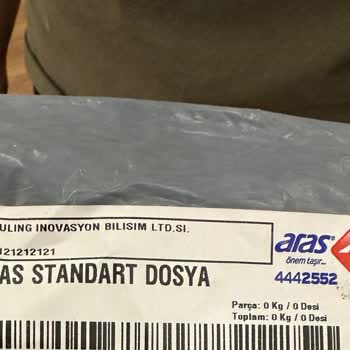 ULING INOVASYON BILISIM LTD.SI.
121212121
AS STANDART DOSYA
aras
önem taşır...
4442552
Parça: 0 Kg / 0 Desi
Toplam: 0 Kg / 0 Desi